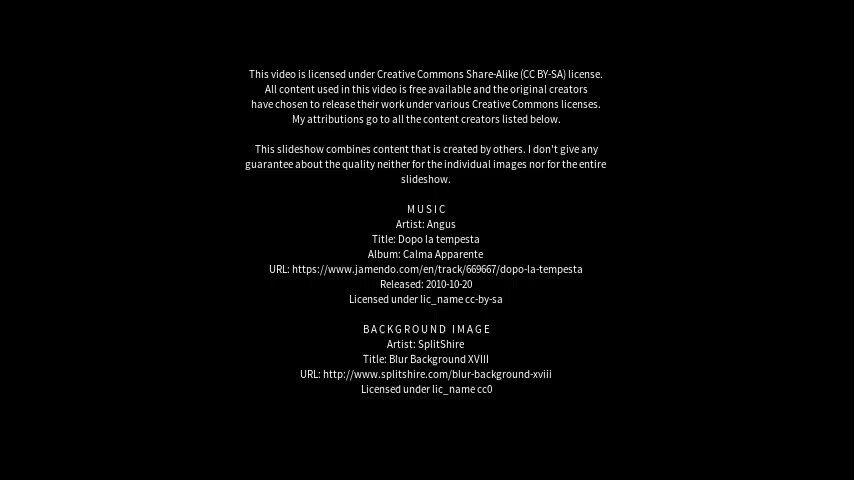 This video is licensed under Creative Commons Share-Alike (CC BY-SA) license.
All content used in this video is free available and the original creators
have chosen to release their work under various Creative Commons licenses.
My attributions go to all the content creators listed below.
This slideshow combines content that is created by others. I don't give any
guarantee about the quality neither for the individual images nor for the entire
slideshow.
MUSIC
Artist: Angus
Title: Dopo la tempesta
Album: Calma Apparente
URL: https://www.jamendo.com/en/track/669667/dopo-la-tempesta
Released: 2010-10-20
Licensed under lic_name cc-by-sa
BACKGROUND IMAGE
Artist: SplitShire
Title: Blur Background XVIII
URL: http://www.splitshire.com/blur-background-xviii
Licensed under lic_name cc0